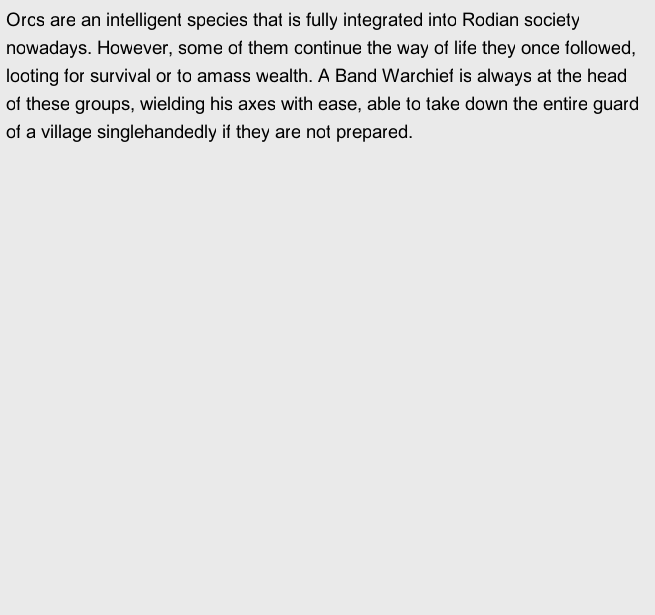 Orcs are an intelligent species that is fully integrated into Rodian society
nowadays. However, some of them continue the way of life they once followed,
looting for survival or to amass wealth. A Band Warchief is always at the head
of these groups, wielding his axes with ease, able to take down the entire guard
of a village singlehandedly if they are not prepared.